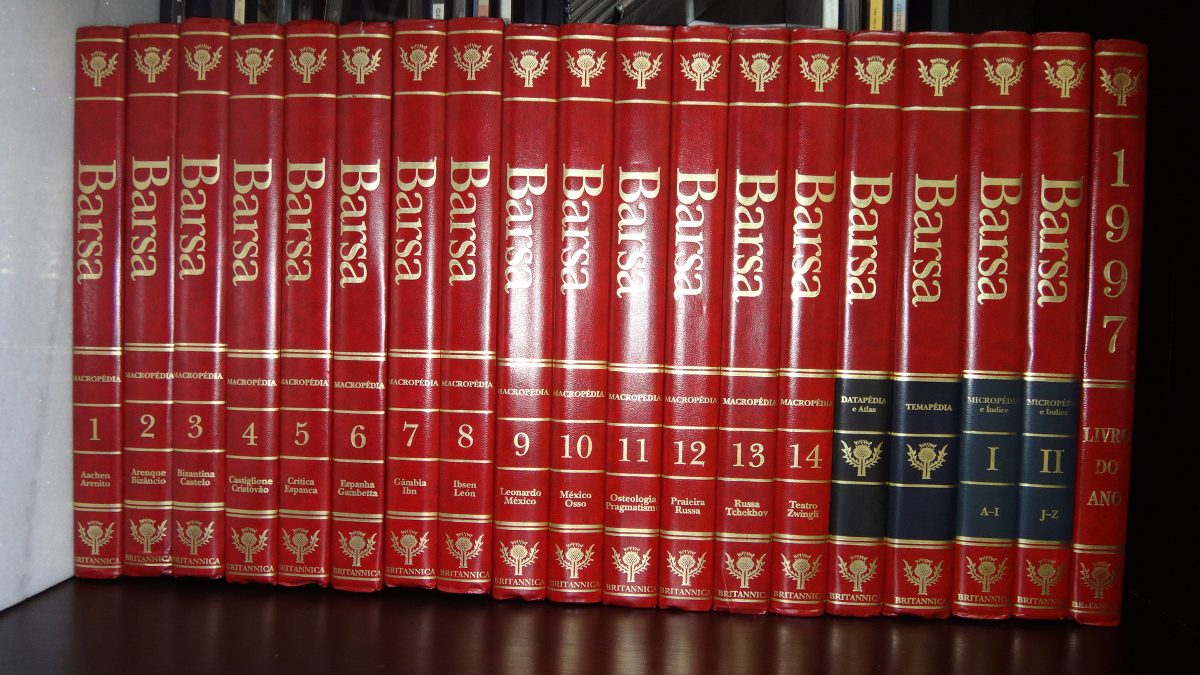 Barsa
MACROPÉDIA
1
Aachen
Arenito
BRITANNICA
Barsa
MACROPÉDIA
2
Arenque
Bizâncio
BRITANNICA
Barsa
MACROPÉDIA
3
Bizantina
Castelo
BRITANNICA
Barsa
MACROPÉDIA
4
Castiglione
Cristóvão
BRITANNICA
Barsa
MACROPÉDIA
5
Crítica
Espanca
BRITANNICA
Barsa
MACROPÉDIA
6
Espanha
Gambetta
BRITANNICA
Barsa
MACROPÉDIA
7
Gâmbia
Ibn
BRITANNICA
Barsa
MACROPÉDIA
8
Ibsen
León
BRITANNICA
Barsa
MACROPÉDIA
9
Leonardo
México
BRITANNICA
Barsa
MACROPÉDIA
10
México
Osso
BRITANNICA
Barsa
MACROPÉDIA
11
Osteologia
Pragmatismo
BRITANNICA
Barsa
MACROPÉDIA
12
Praieira
Russa
BRITANNICA
Barsa
MACROPÉDIA
13
Russa
Tchekhov
BRITANNICA
Barsa
MACROPÉDIA
14
Teatro
Zwingli
BRITANNICA
Barsa
DATAPÉDIA
e Atlas
BRITANNICA
Barsa
TEMAPÉDIA
BRITANNICA
Barsa
MICROPÉDIA
e Índice
I
A–I
BRITANNICA
Barsa
MICROPÉDIA
e Índice
II
J–Z
BRITANNICA
1997
LIVRO
DO
ANO
BRITANNICA